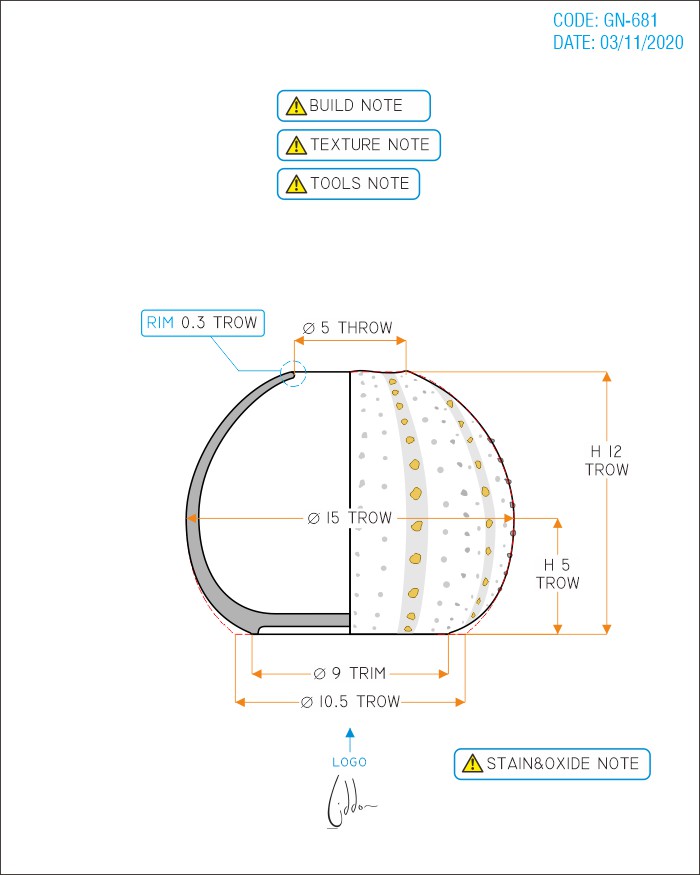 CODE: GN-681
DATE: 03/11/2020
BUILD NOTE
TEXTURE NOTE
TOOLS NOTE
RIM 0.3 TROW
Ø 5 THROW
H 12
TROW
Ø 15 TROW
H 5
TROW
Ø 9 TRIM
Ø 10.5 TROW
LOGO
STAIN&OXIDE NOTE